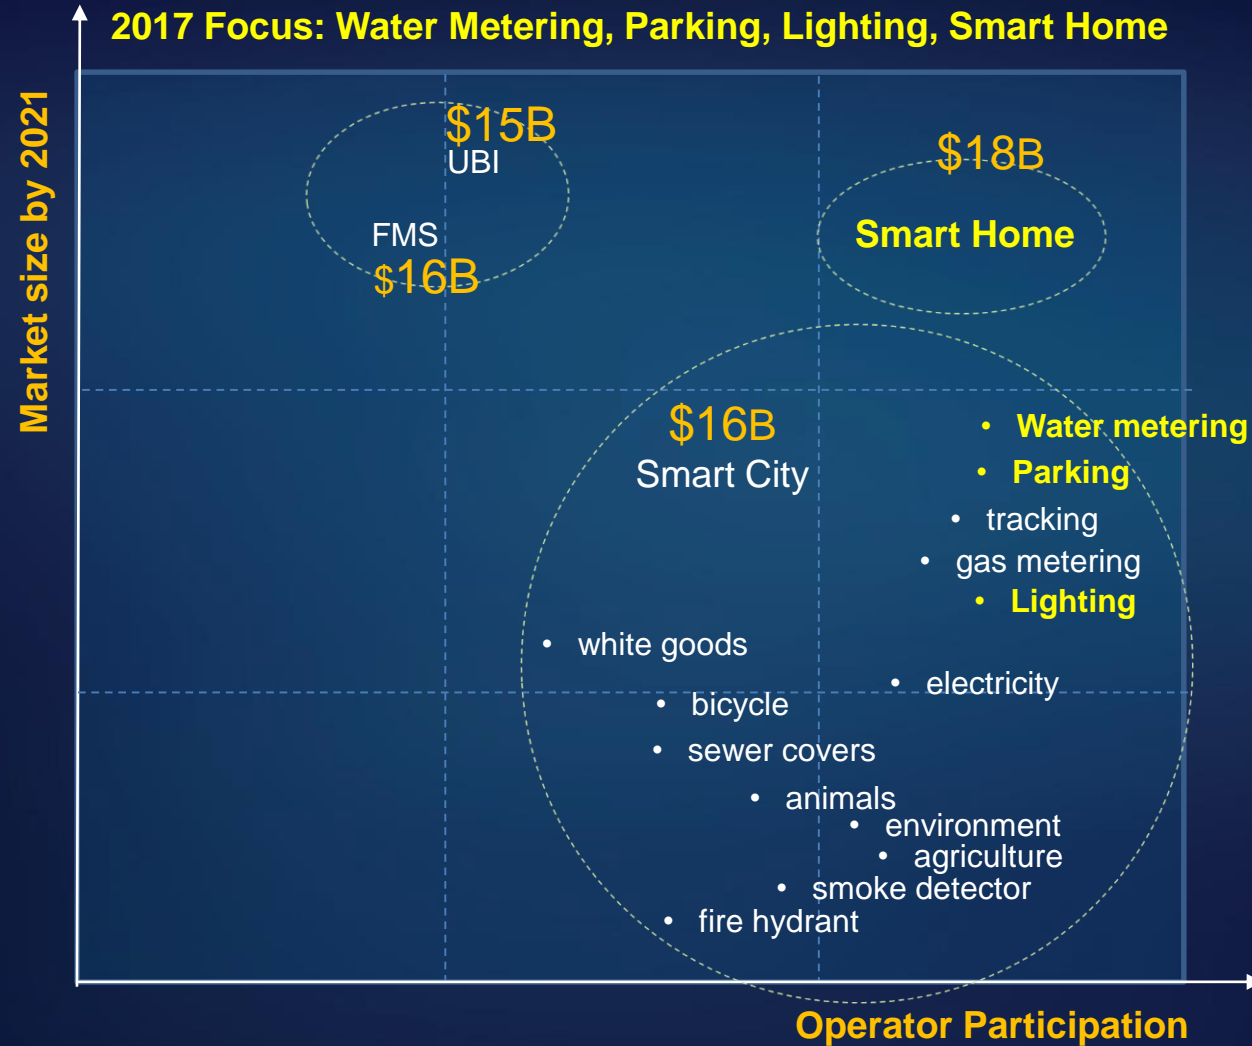 2017 Focus: Water Metering, Parking, Lighting, Smart Home
Market size by 2021
$15B
UBI
FMS
$16B
$18B
Smart Home
$16B
Smart City
• Water metering
• Parking
• tracking
• gas metering
• Lighting
• white goods
• electricity
• bicycle
• sewer covers
• animals
• environment
• agriculture
• smoke detector
• fire hydrant
Operator Participation